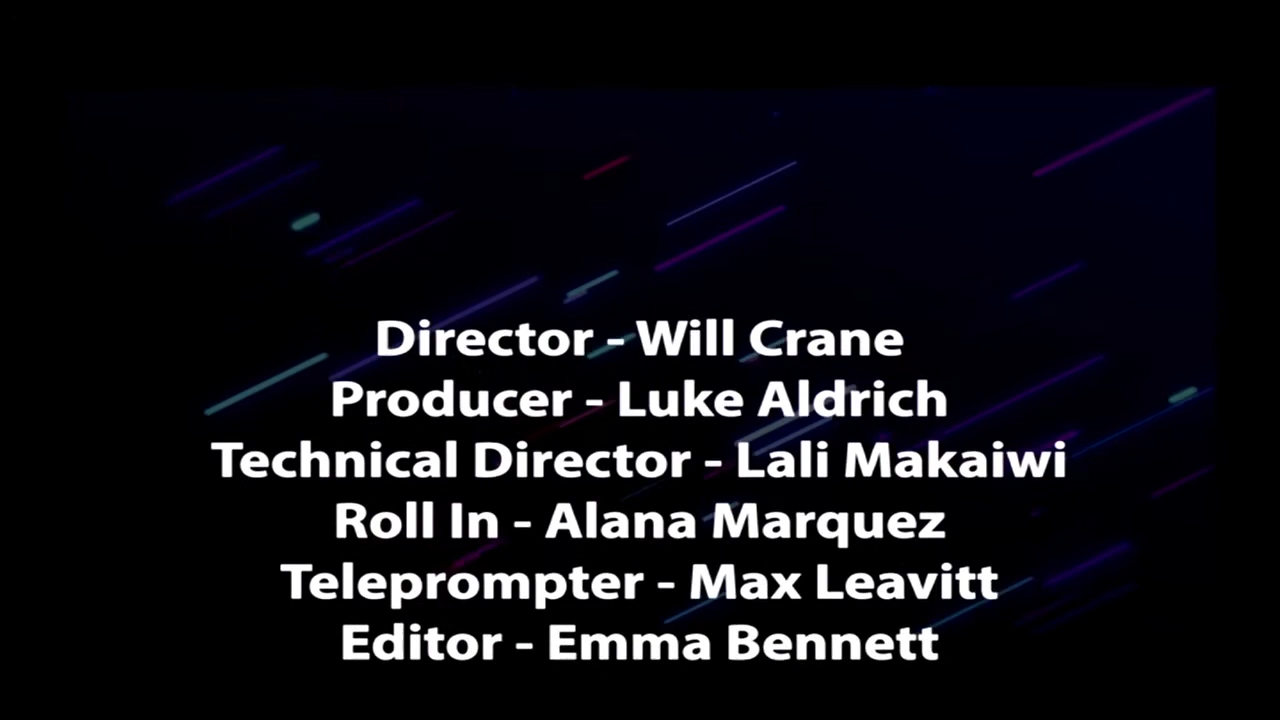 Director - Will Crane
Producer - Luke Aldrich
Technical Director - Lali Makaiwi
Roll In - Alana Marquez
Teleprompter - Max Leavitt
Editor - Emma Bennett